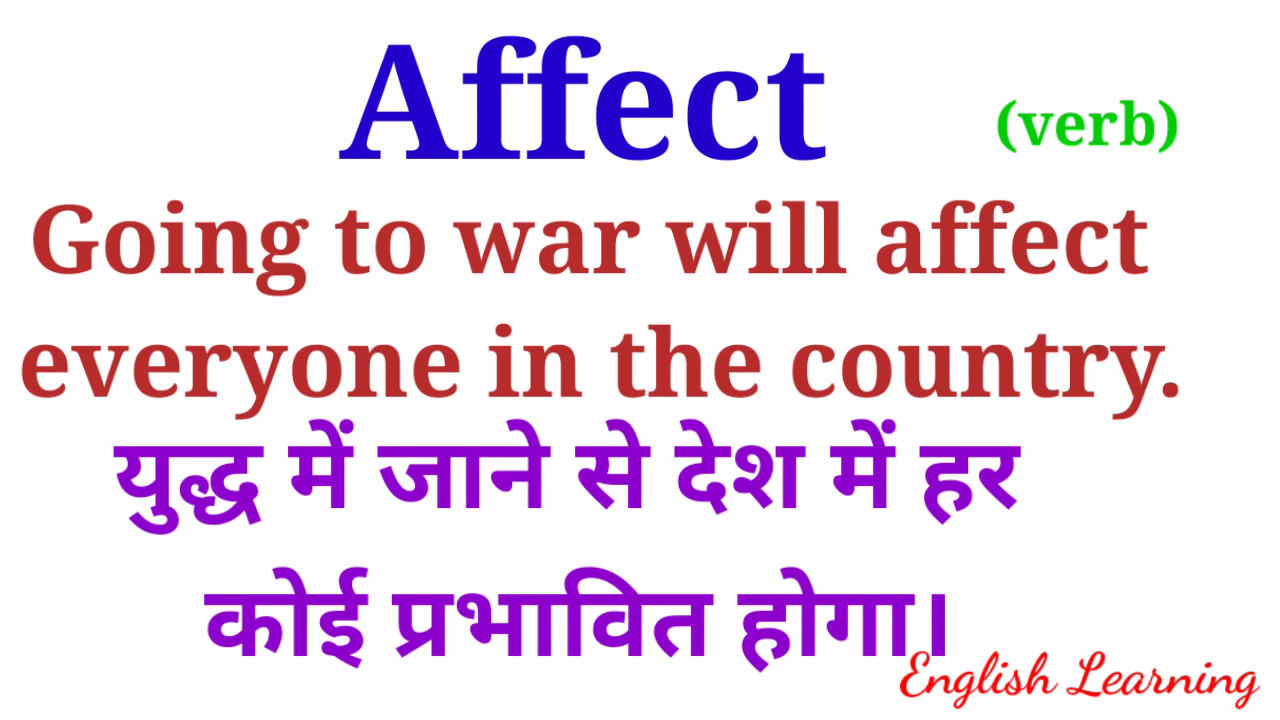 Affect (verb)
Going to war will affect
everyone in the country.
युद्ध में जाने से देश में हर
कोई प्रभावित होगा।
English Learning